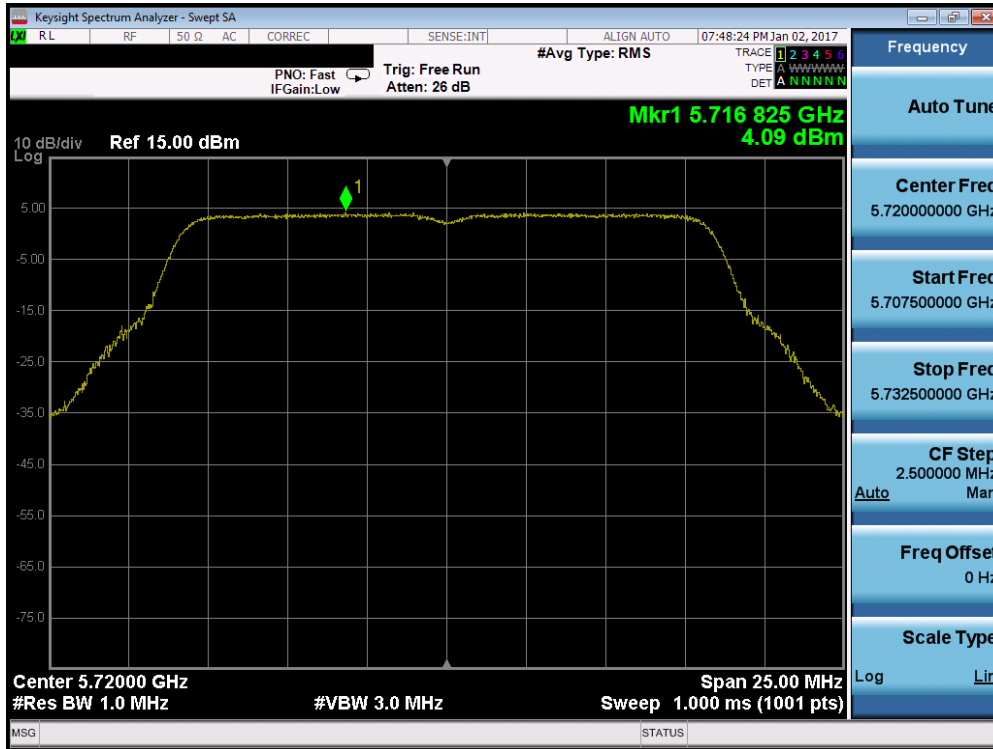 Keysight Spectrum Analyzer - Swept SA
LXI RL RF 50 Ω AC CORREC SENSE:INT ALIGN AUTO 07:48:24 PM Jan 02, 2017
Frequency
PNO: Fast
IFGain:Low
Trig: Free Run
Atten: 26 dB
#Avg Type: RMS
TRACE 1 2 3 4 5 6
TYPE A WWWWW
DET A N N N N N
Auto Tune
Mkr1 5.716 825 GHz
4.09 dBm
10 dB/div Ref 15.00 dBm
Log
1
5.00
-5.00
-15.0
-25.0
-35.0
-45.0
-55.0
-65.0
-75.0
Center Freq
5.720000000 GHz
Start Freq
5.707500000 GHz
Stop Freq
5.732500000 GHz
CF Step
2.500000 MHz
Auto Man
Freq Offset
0 Hz
Scale Type
Log Lin
Center 5.72000 GHz Span 25.00 MHz
#Res BW 1.0 MHz #VBW 3.0 MHz Sweep 1.000 ms (1001 pts)
MSG STATUS